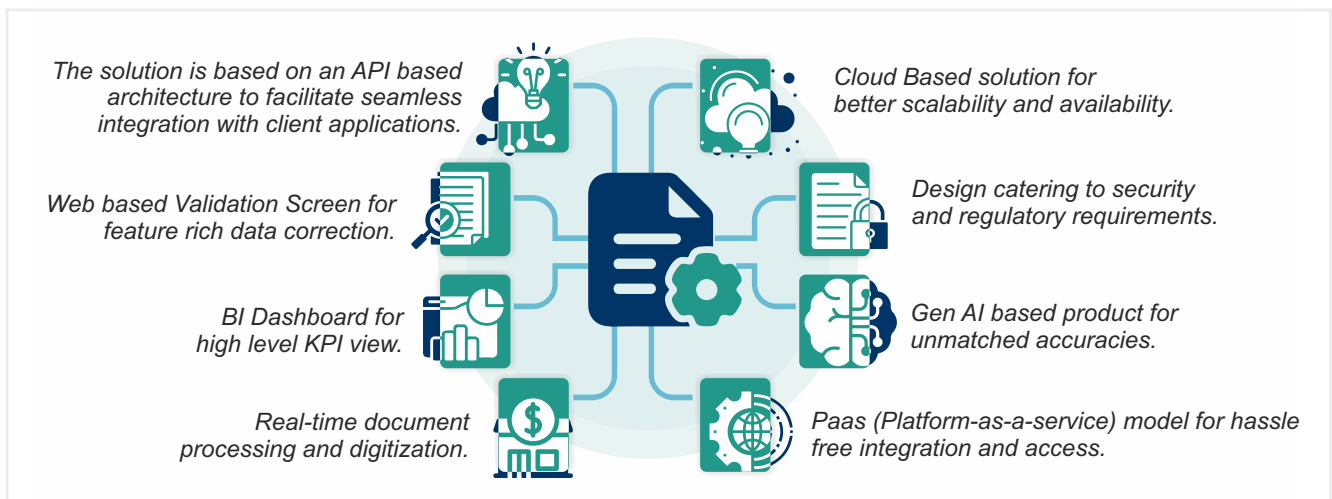 The solution is based on an API based
architecture to facilitate seamless
integration with client applications.
Cloud Based solution for
better scalability and availability.
Web based Validation Screen for
feature rich data correction.
Design catering to security
and regulatory requirements.
BI Dashboard for
high level KPI view.
Gen AI based product for
unmatched accuracies.
Real-time document
processing and digitization.
$
Paas (Platform-as-a-service) model for hassle
free integration and access.